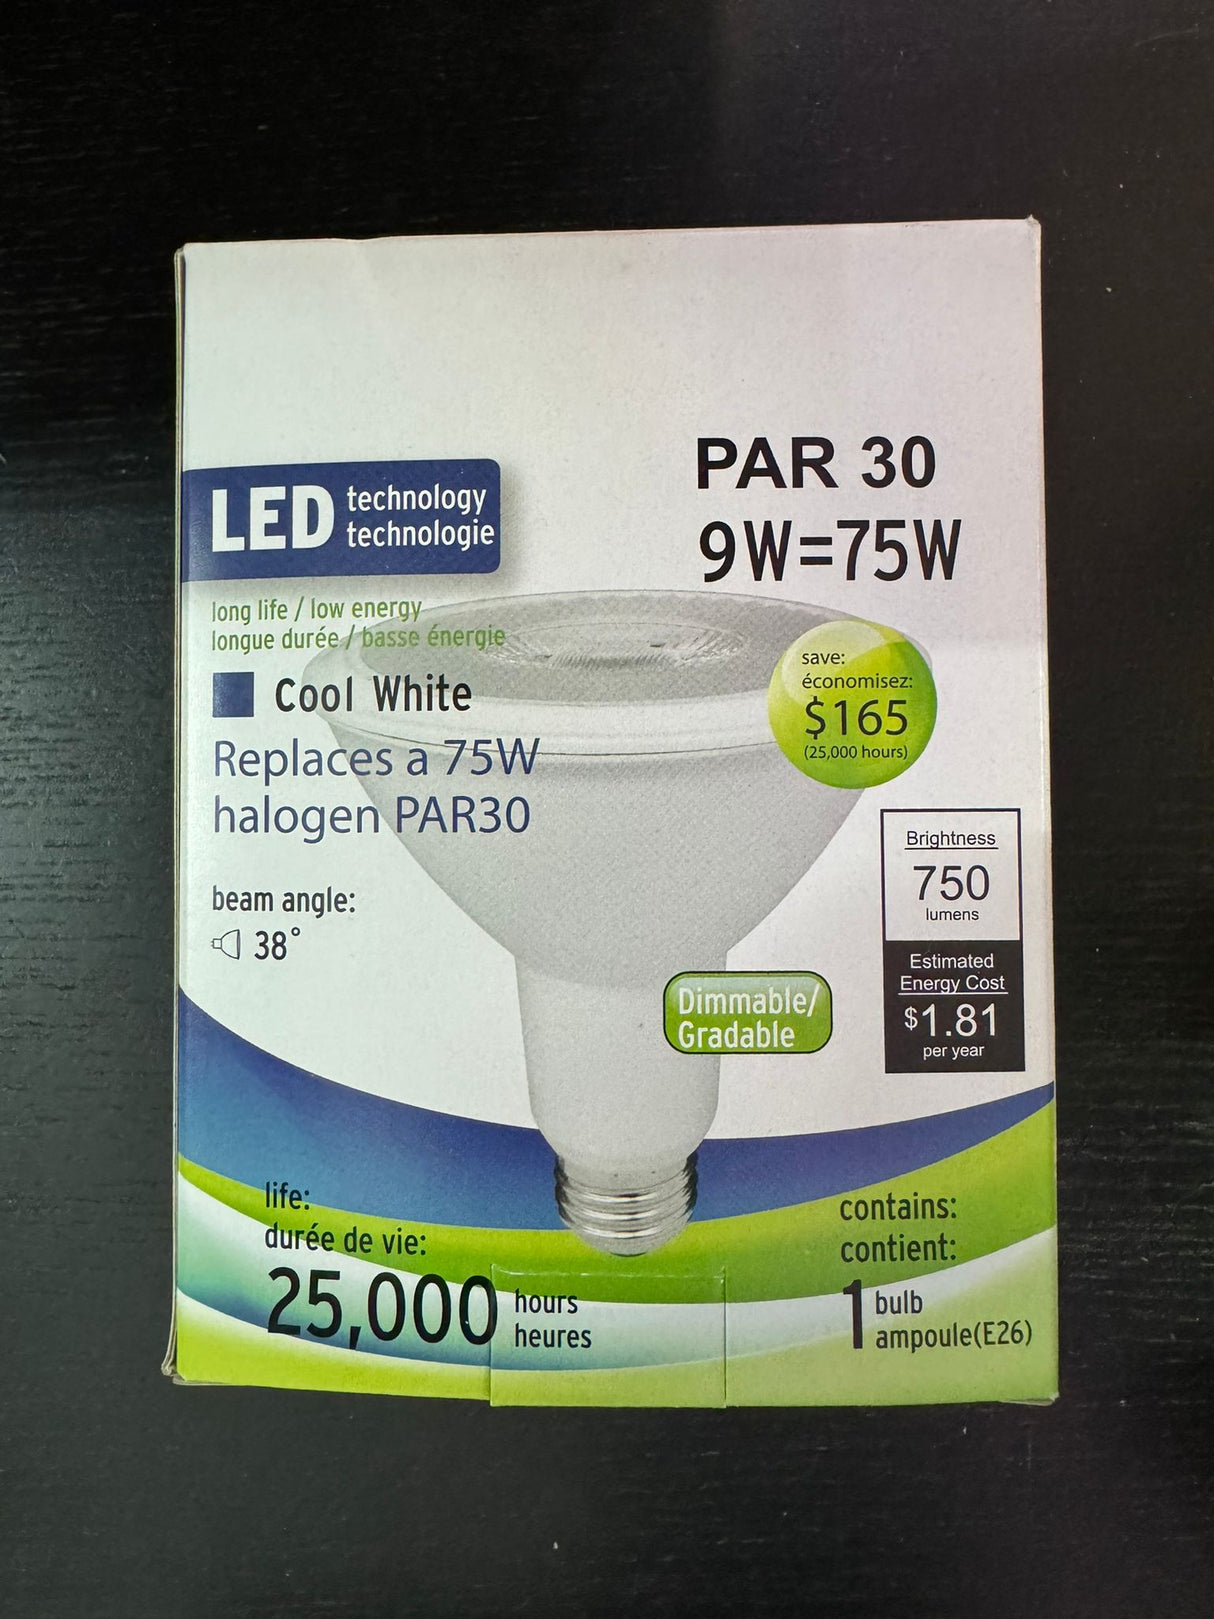 PAR 30
9W=75W
LED technology
technologie
long life / low energy
longue durée / basse énergie
Cool White
Replaces a 75W
halogen PAR30
beam angle:
38°
save:
économisez:
$165
(25,000 hours)
Brightness
750
lumens
Estimated
Energy Cost
$1.81
per year
Dimmable/
Gradable
life:
durée de vie:
25,000 hours
heures
contains:
contient:
1 bulb
ampoule(E26)